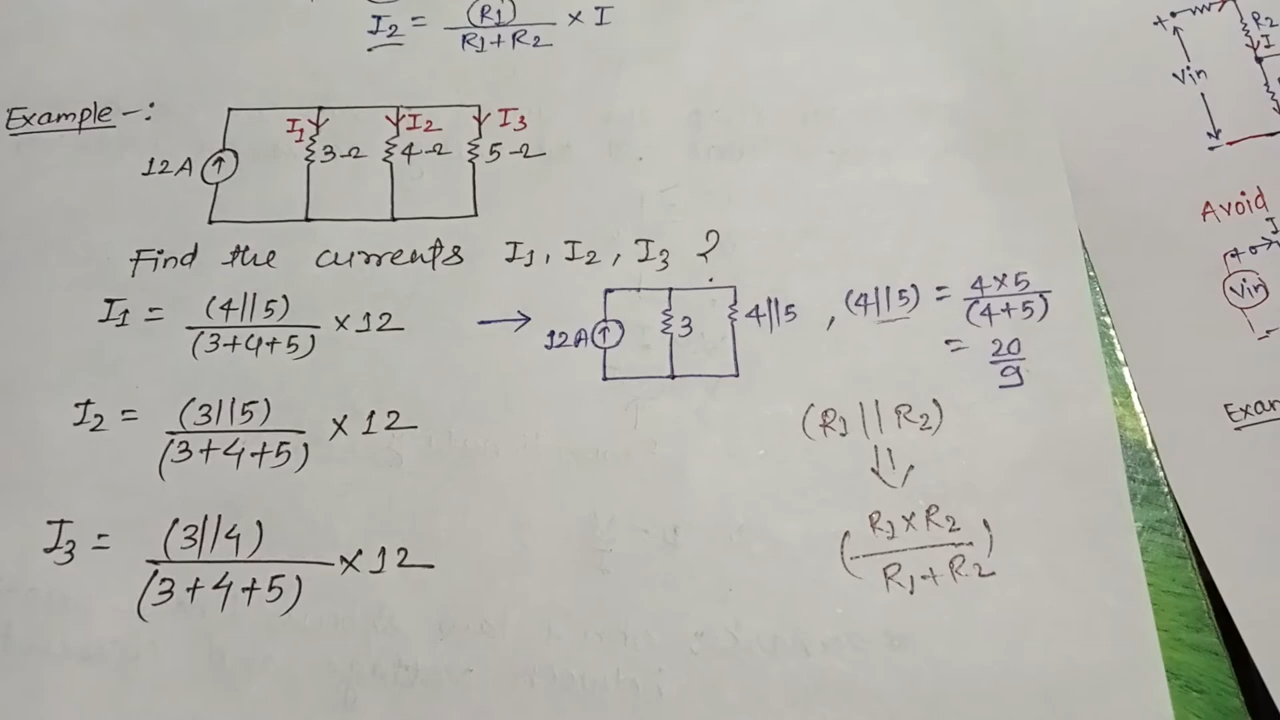 I2 = (R1) / R1+R2 × I
Example -:
12A I1 3Ω I2 4Ω I3 5Ω
Find the currents I1, I2, I3 ?
I1 = (4||5) / (3+4+5) × 12 → 12A 3 4||5 , (4||5) = 4×5 / (4+5)
= 20 / 9
I2 = (3||5) / (3+4+5) × 12
(R1 || R2)
I3 = (3||4) / (3+4+5) × 12
(R1×R2 / R1+R2)
+ R2
I
Vin
-
Avoid
+
Vin
-